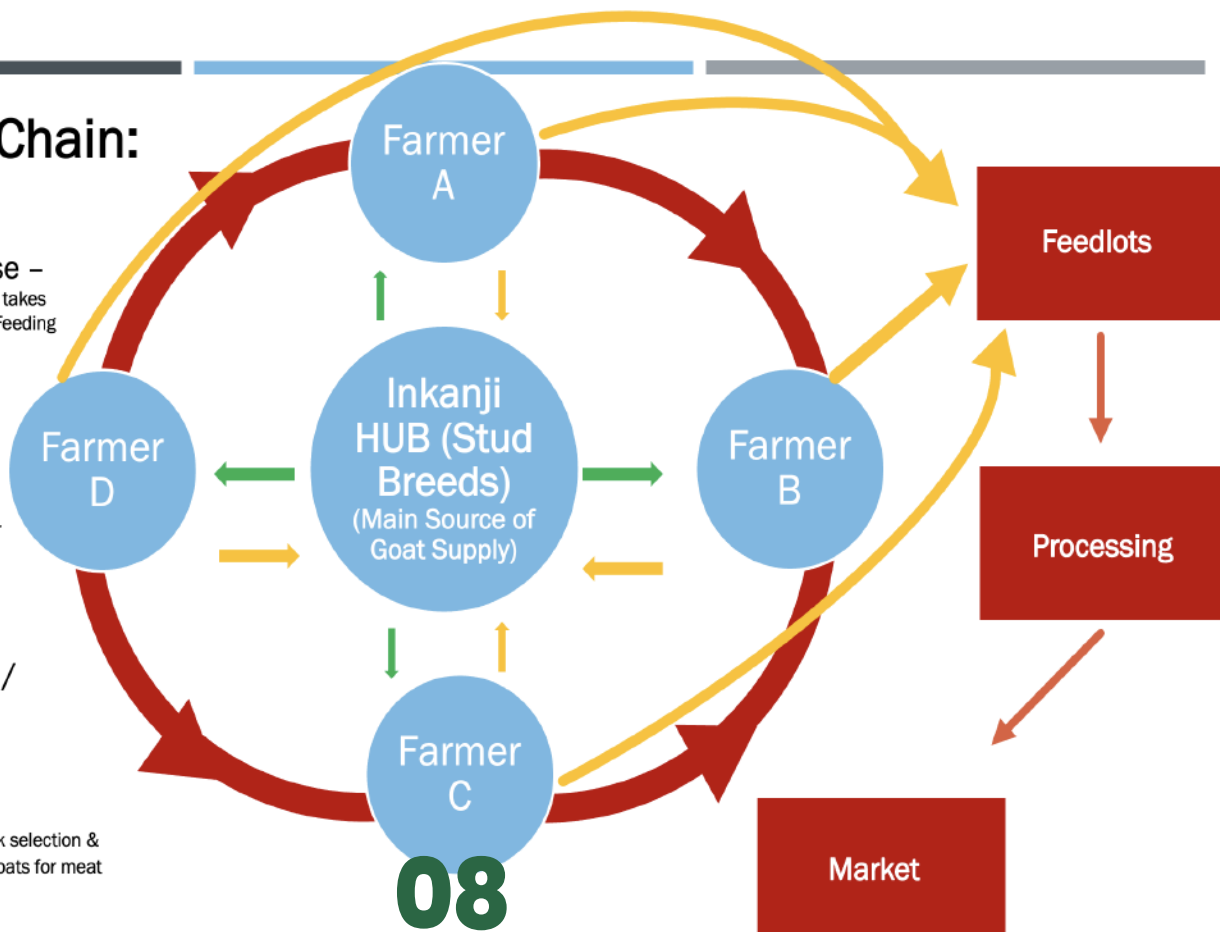 Chain:
se –
takes
Feeding
/
k selection &
oats for meat
Farmer
A
Farmer
D
Inkanji
HUB (Stud
Breeds)
(Main Source of
Goat Supply)
Farmer
B
Farmer
C
08
Feedlots
Processing
Market